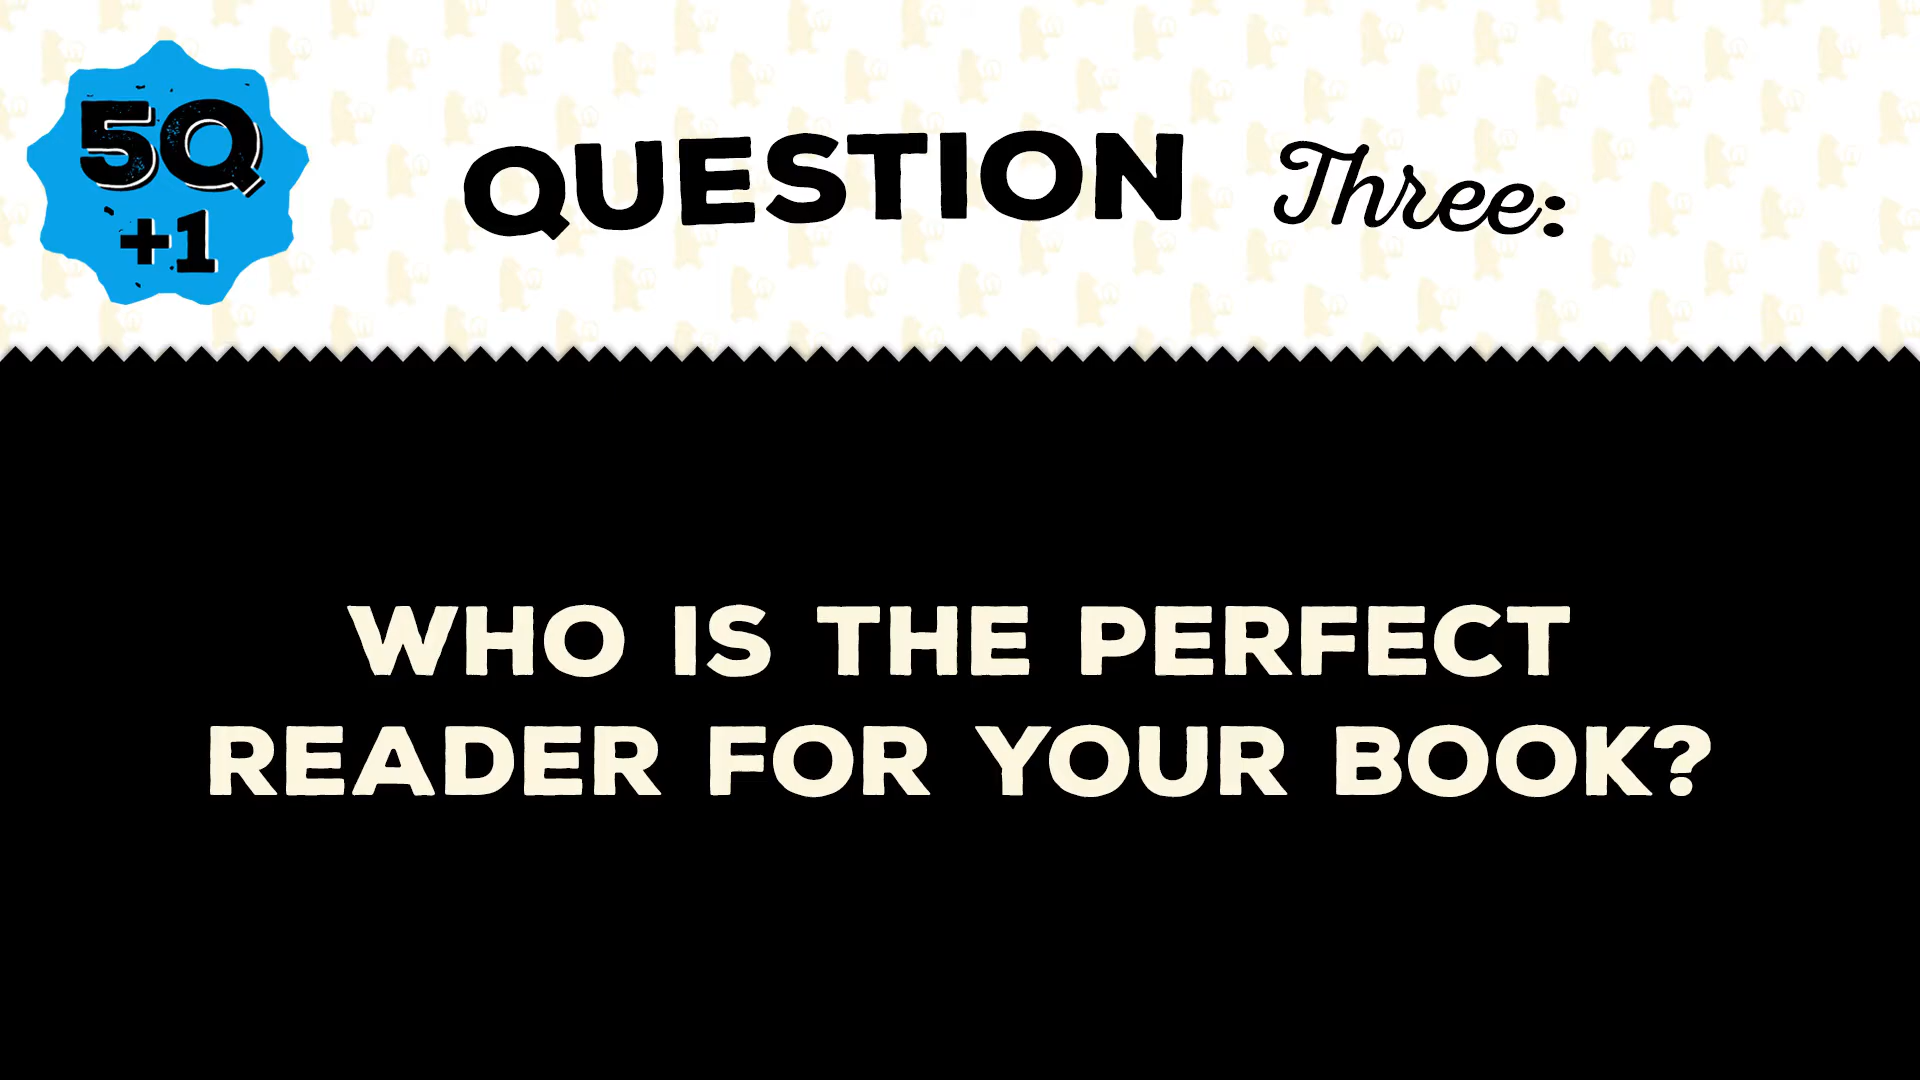 5Q
+1
QUESTION Three:
WHO IS THE PERFECT
READER FOR YOUR BOOK?